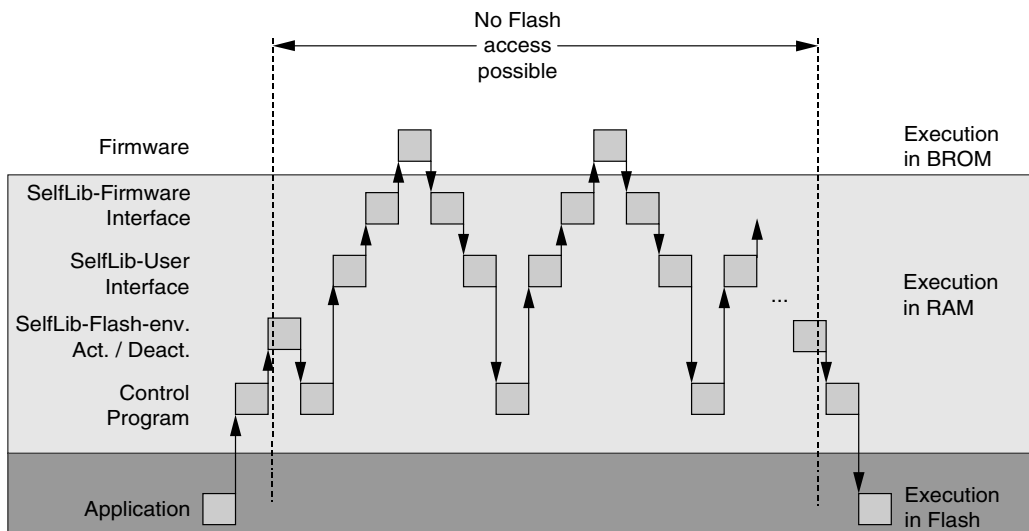 No Flash
access
possible
Firmware
Execution
in BROM
SelfLib-Firmware
Interface
SelfLib-User
Interface
Execution
in RAM
...
SelfLib-Flash-env.
Act. / Deact.
Control
Program
Application
Execution
in Flash